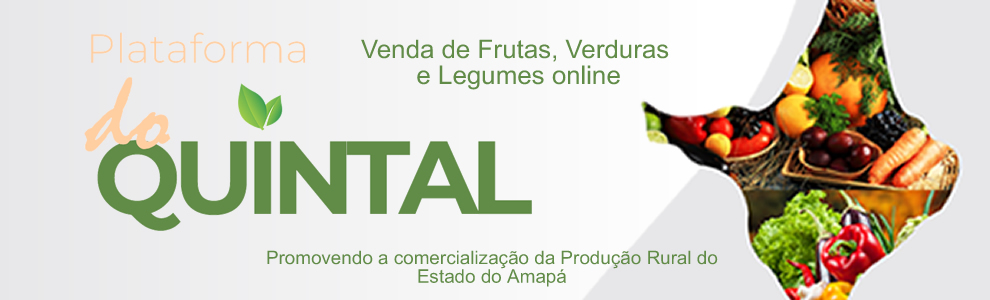 Plataforma
do
QUINTAL
Venda de Frutas, Verduras
e Legumes online
Promovendo a comercialização da Produção Rural do
Estado do Amapá